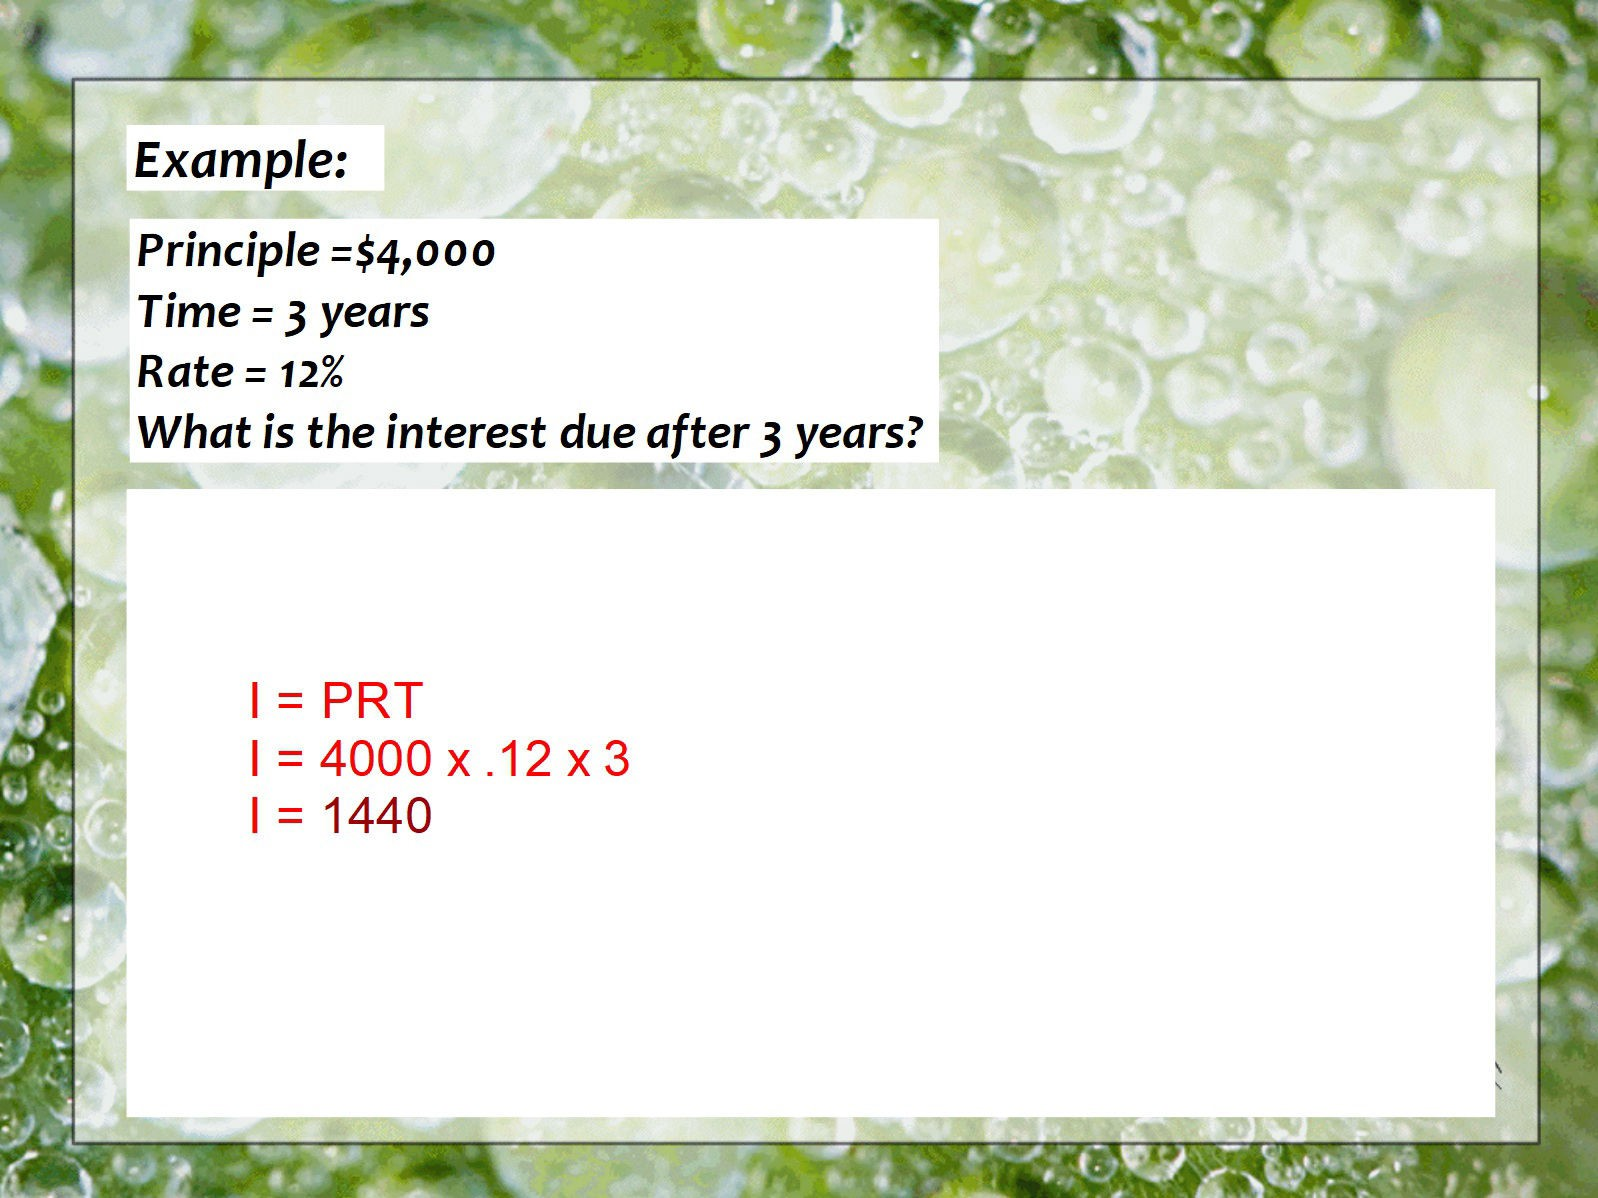 Example:
Principle =$4,000
Time = 3 years
Rate = 12%
What is the interest due after 3 years?
I = PRT
I = 4000 x .12 x 3
I = 1440